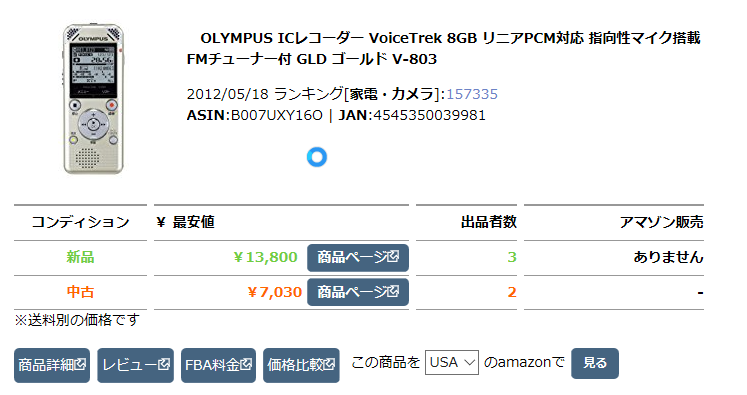 OLYMPUS ICレコーダー VoiceTrek 8GB リニアPCM対応 指向性マイク搭載
FMチューナー付 GLD ゴールド V-803
2012/05/18 ランキング[家電・カメラ]:157335
ASIN:B007UXY16O | JAN:4545350039981
OLYMPUS
コンディション ¥ 最安値 出品者数 アマゾン販売
新品 ¥13,800 商品ページ 3 ありません
中古 ¥7,030 商品ページ 2 -
※送料別の価格です
商品詳細 レビュー FBA料金 価格比較 この商品を USA のamazonで 見る